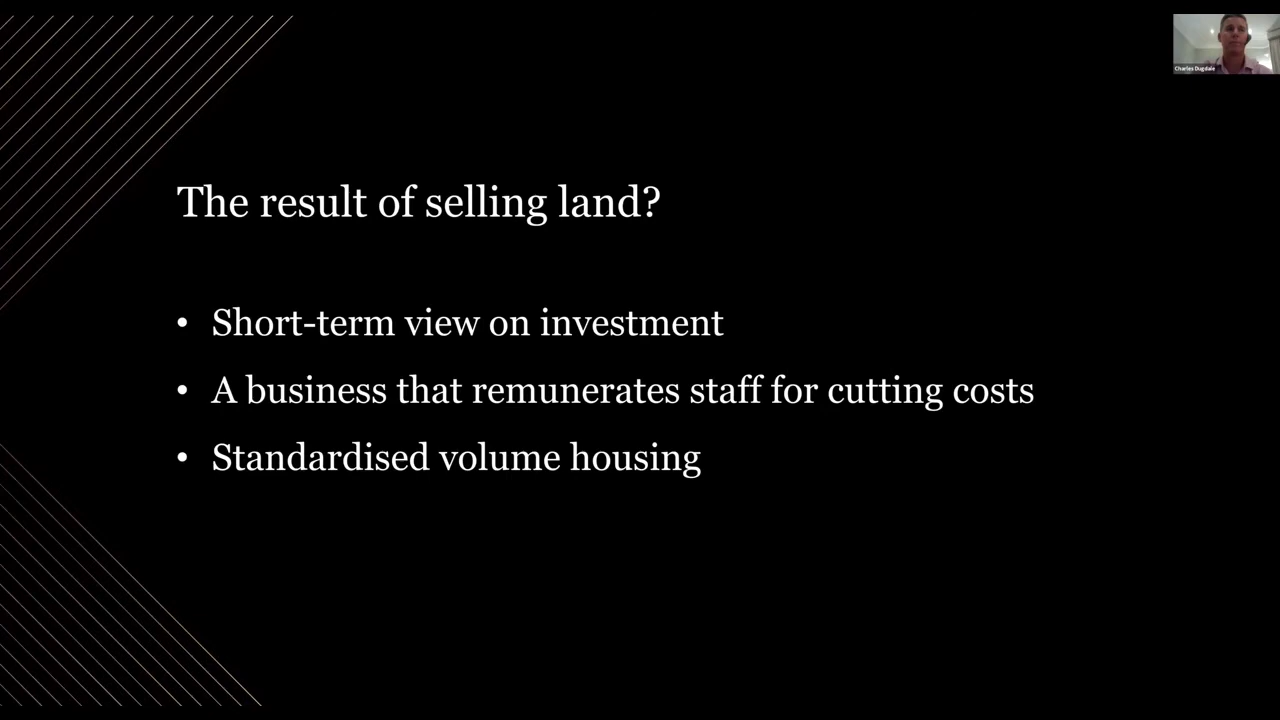 Charles Dugdale
The result of selling land?
• Short-term view on investment
• A business that remunerates staff for cutting costs
• Standardised volume housing